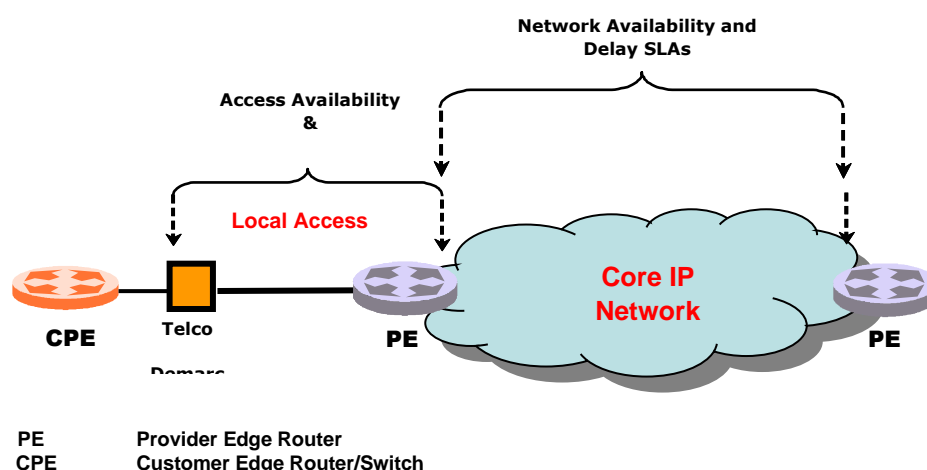 Network Availability and
Delay SLAs
Access Availability
&
Local Access
Core IP
Network
CPE
Telco
Demarc
PE
PE
PE Provider Edge Router
CPE Customer Edge Router/Switch